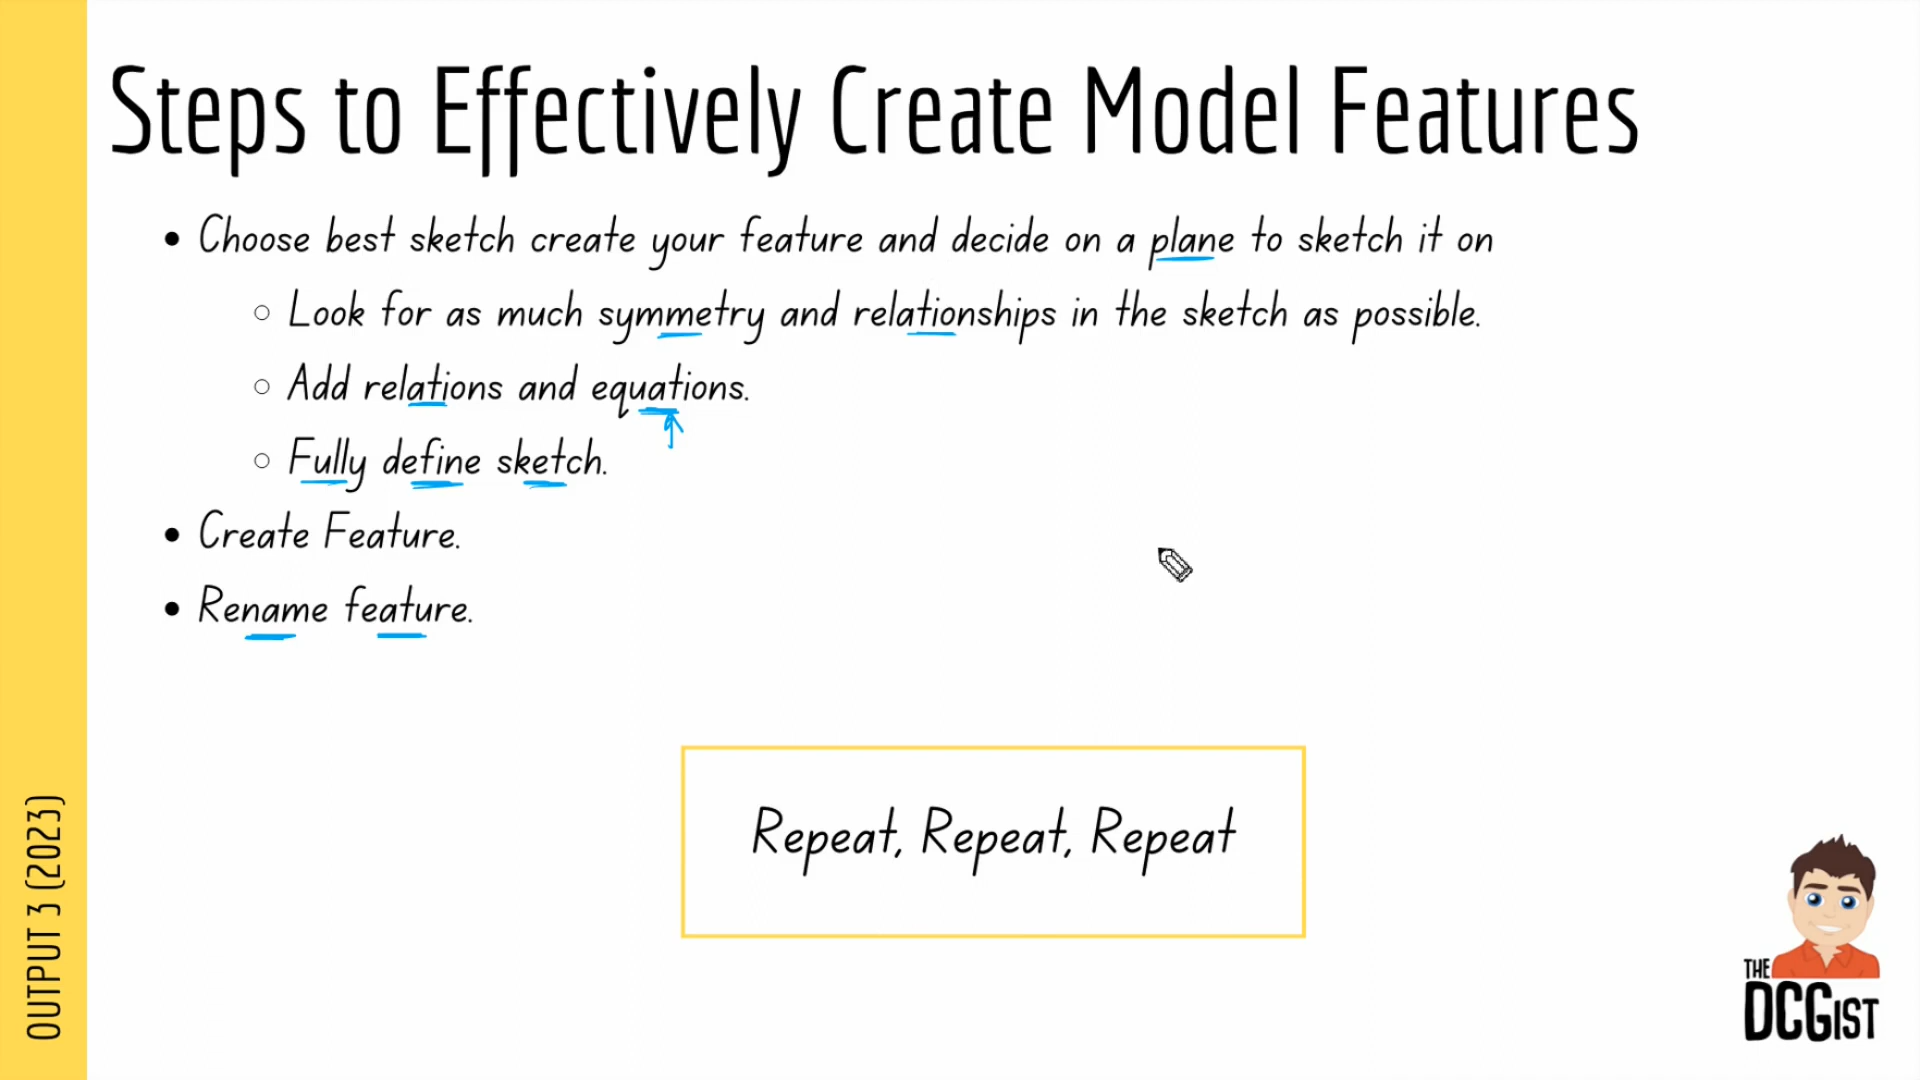 Steps to Effectively Create Model Features
• Choose best sketch create your feature and decide on a plane to sketch it on
○ Look for as much symmetry and relationships in the sketch as possible.
○ Add relations and equations.
○ Fully define sketch.
• Create Feature.
• Rename feature.
Repeat, Repeat, Repeat
OUTPUT 3 (2023)
THE
DCGIST